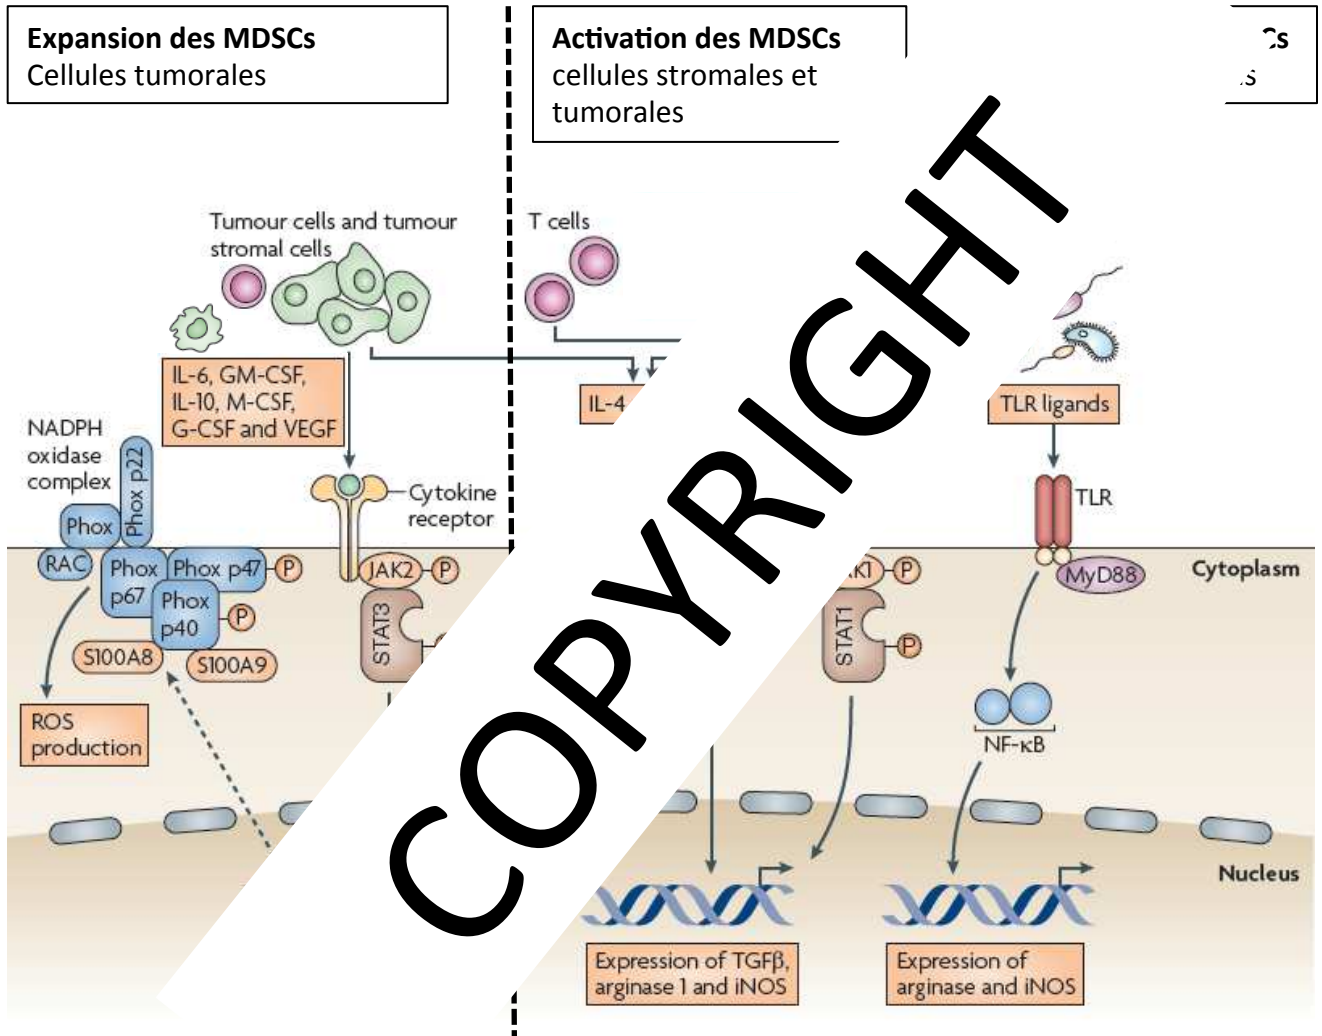 Expansion des MDSCs
Cellules tumorales
Activation des MDSCs
cellules stromales et
tumorales
Tumour cells and tumour
stromal cells
T cells
IL-6, GM-CSF,
IL-10, M-CSF,
G-CSF and VEGF
IL-4
TLR ligands
NADPH
oxidase
complex
Phox p22
Phox
RAC
Phox
p67
Phox p47
P
Phox
p40
P
S100A8
S100A9
ROS
production
Cytokine
receptor
JAK2
P
STAT3
P
STAT1
P
TLR
MyD88
Cytoplasm
NF-κB
Nucleus
Expression of TGFβ,
arginase 1 and iNOS
Expression of
arginase and iNOS
COPYRIGHT